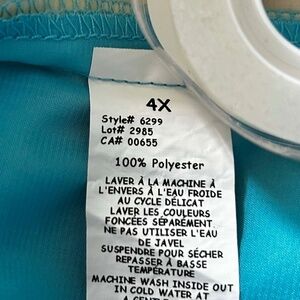 4X
Style# 6299
Lot# 2985
CA# 00655
100% Polyester
LAVER À LA MACHINE À
L'ENVERS À L'EAU FROIDE
AU CYCLE DÉLICAT
LAVER LES COULEURS
FONCÉES SÉPARÉMENT.
NE PAS UTILISER L'EAU
DE JAVEL
SUSPENDRE POUR SÉCHER
REPASSER À BASSE
TEMPÉRATURE
MACHINE WASH INSIDE OUT
IN COLD WATER AT